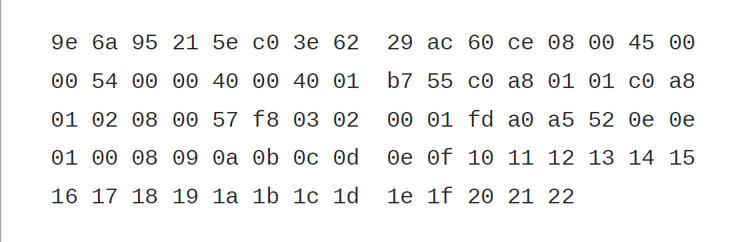 9e 6a 95 21 5e c0 3e 62 29 ac 60 ce 08 00 45 00
00 54 00 00 40 00 40 01 b7 55 c0 a8 01 01 c0 a8
01 02 08 00 57 f8 03 02 00 01 fd a0 a5 52 0e 0e
01 00 08 09 0a 0b 0c 0d 0e 0f 10 11 12 13 14 15
16 17 18 19 1a 1b 1c 1d 1e 1f 20 21 22